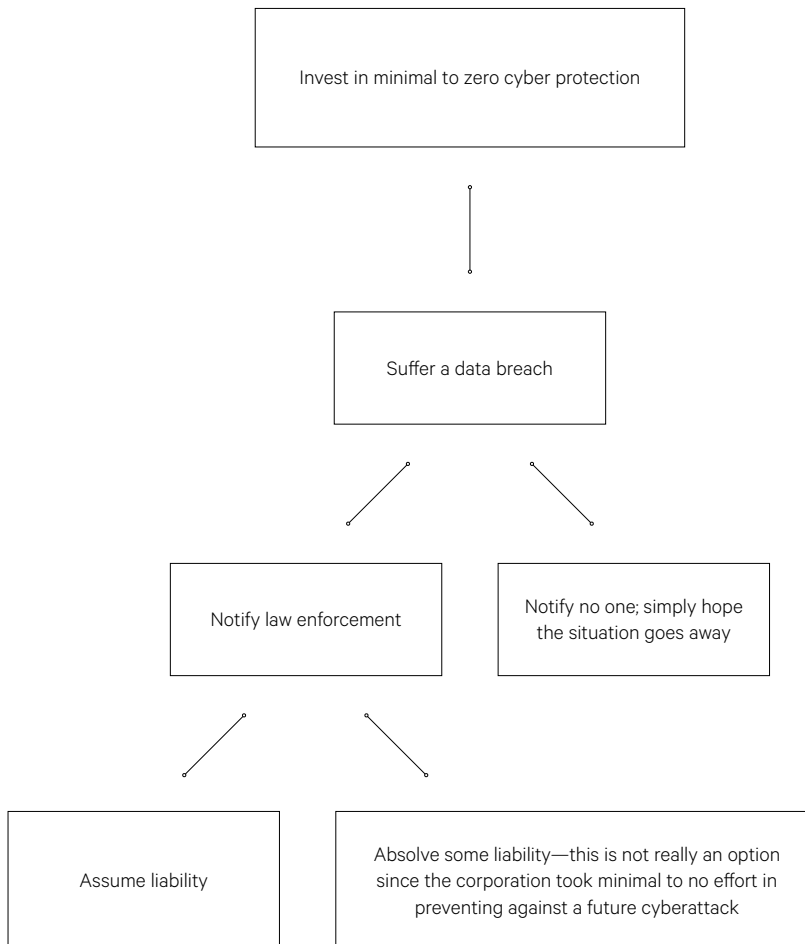 Invest in minimal to zero cyber protection
Suffer a data breach
Notify law enforcement
Notify no one; simply hope
the situation goes away
Assume liability
Absolve some liability—this is not really an option
since the corporation took minimal to no effort in
preventing against a future cyberattack